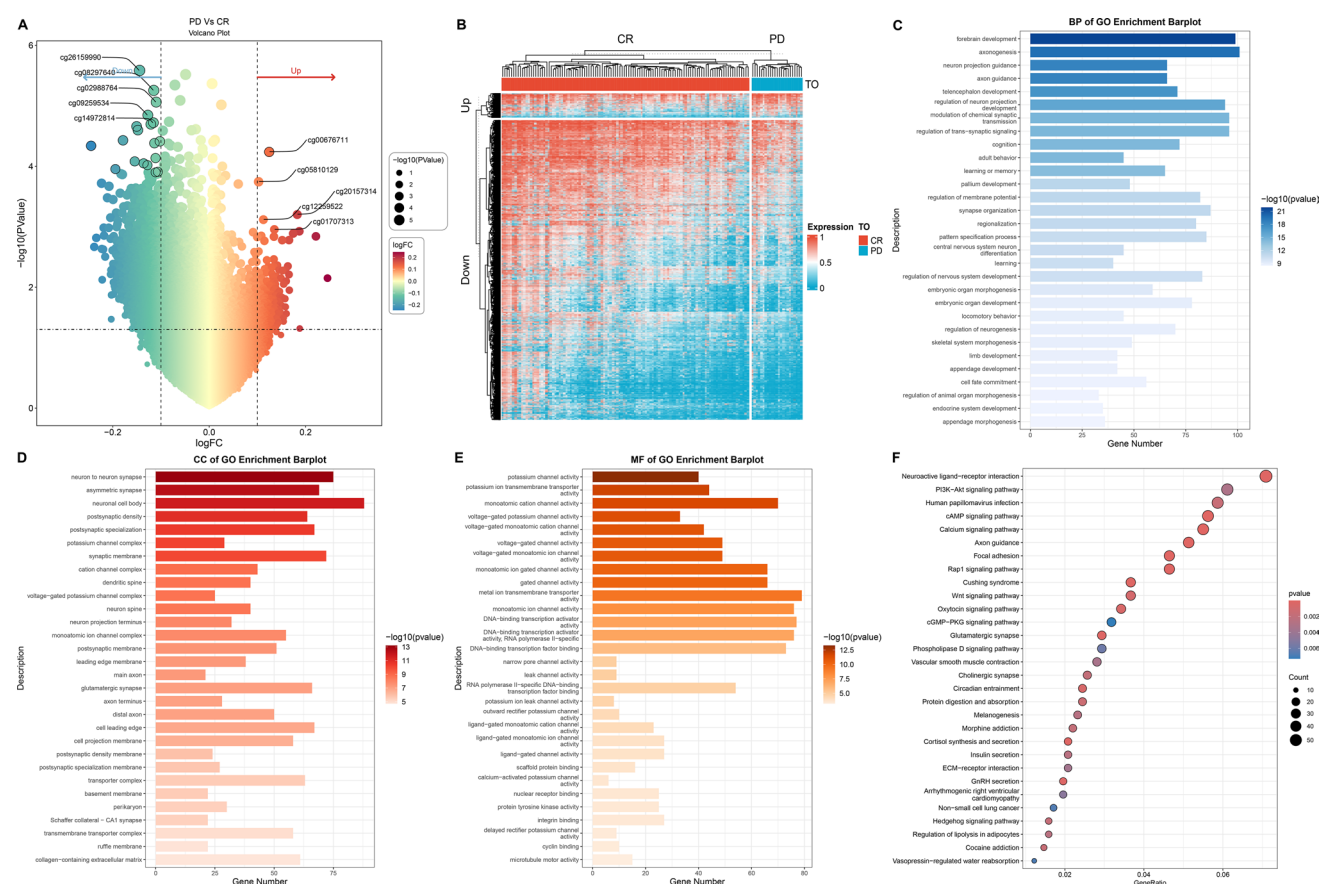 A
PD Vs CR
Volcano Plot
6
4
2
0
−log10(PValue)
cg26159990
cg08297640
cg02988764
cg09259534
cg14972814
Down
Up
cg00676711
cg05810129
cg20157314
cg12259522
cg01707313
−0.2
0.0
0.2
logFC
−log10(PValue)
1
2
3
4
5
logFC
0.2
0.1
0.0
−0.1
−0.2
B
CR
PD
TO
Up
Down
Expression
1
0.5
0
TO
CR
PD
C
BP of GO Enrichment Barplot
Description
forebrain development
axonogenesis
neuron projection guidance
axon guidance
telencephalon development
regulation of neuron projection
development
modulation of chemical synaptic
transmission
regulation of trans−synaptic signaling
cognition
adult behavior
learning or memory
pallium development
regulation of membrane potential
synapse organization
regionalization
pattern specification process
central nervous system neuron
differentiation
learning
regulation of nervous system development
embryonic organ morphogenesis
embryonic organ development
locomotory behavior
regulation of neurogenesis
skeletal system morphogenesis
limb development
appendage development
cell fate commitment
regulation of animal organ morphogenesis
endocrine system development
appendage morphogenesis
0
25
50
75
100
Gene Number
−log10(pvalue)
21
18
15
12
9
D
CC of GO Enrichment Barplot
Description
neuron to neuron synapse
asymmetric synapse
neuronal cell body
postsynaptic density
postsynaptic specialization
potassium channel complex
synaptic membrane
cation channel complex
dendritic spine
voltage−gated potassium channel complex
neuron spine
neuron projection terminus
monoatomic ion channel complex
postsynaptic membrane
leading edge membrane
main axon
glutamatergic synapse
axon terminus
distal axon
cell leading edge
cell projection membrane
postsynaptic density membrane
postsynaptic specialization membrane
transporter complex
basement membrane
perikaryon
Schaffer collateral − CA1 synapse
transmembrane transporter complex
ruffle membrane
collagen−containing extracellular matrix
0
25
50
75
Gene Number
−log10(pvalue)
13
11
9
7
5
E
MF of GO Enrichment Barplot
Description
potassium channel activity
potassium ion transmembrane transporter
activity
monoatomic cation channel activity
voltage−gated potassium channel activity
voltage−gated monoatomic cation channel
activity
voltage−gated channel activity
voltage−gated monoatomic ion channel
activity
monoatomic ion gated channel activity
gated channel activity
metal ion transmembrane transporter
activity
monoatomic ion channel activity
DNA−binding transcription activator
activity
DNA−binding transcription activator
activity, RNA polymerase II−specific
DNA−binding transcription factor binding
narrow pore channel activity
leak channel activity
RNA polymerase II−specific DNA−binding
transcription factor binding
potassium ion leak channel activity
outward rectifier potassium channel
activity
ligand−gated monoatomic cation channel
activity
ligand−gated monoatomic ion channel
activity
ligand−gated channel activity
scaffold protein binding
calcium−activated potassium channel
activity
nuclear receptor binding
protein tyrosine kinase activity
integrin binding
delayed rectifier potassium channel
activity
cyclin binding
microtubule motor activity
0
20
40
60
80
Gene Number
−log10(pvalue)
12.5
10.0
7.5
5.0
F
Neuroactive ligand−receptor interaction
PI3K−Akt signaling pathway
Human papillomavirus infection
cAMP signaling pathway
Calcium signaling pathway
Axon guidance
Focal adhesion
Rap1 signaling pathway
Cushing syndrome
Wnt signaling pathway
Oxytocin signaling pathway
cGMP−PKG signaling pathway
Glutamatergic synapse
Phospholipase D signaling pathway
Vascular smooth muscle contraction
Cholinergic synapse
Circadian entrainment
Protein digestion and absorption
Melanogenesis
Morphine addiction
Cortisol synthesis and secretion
Insulin secretion
ECM−receptor interaction
GnRH secretion
Arrhythmogenic right ventricular
cardiomyopathy
Non−small cell lung cancer
Hedgehog signaling pathway
Regulation of lipolysis in adipocytes
Cocaine addiction
Vasopressin−regulated water reabsorption
0.02
0.04
0.06
GeneRatio
pvalue
0.002
0.004
0.006
Count
10
20
30
40
50